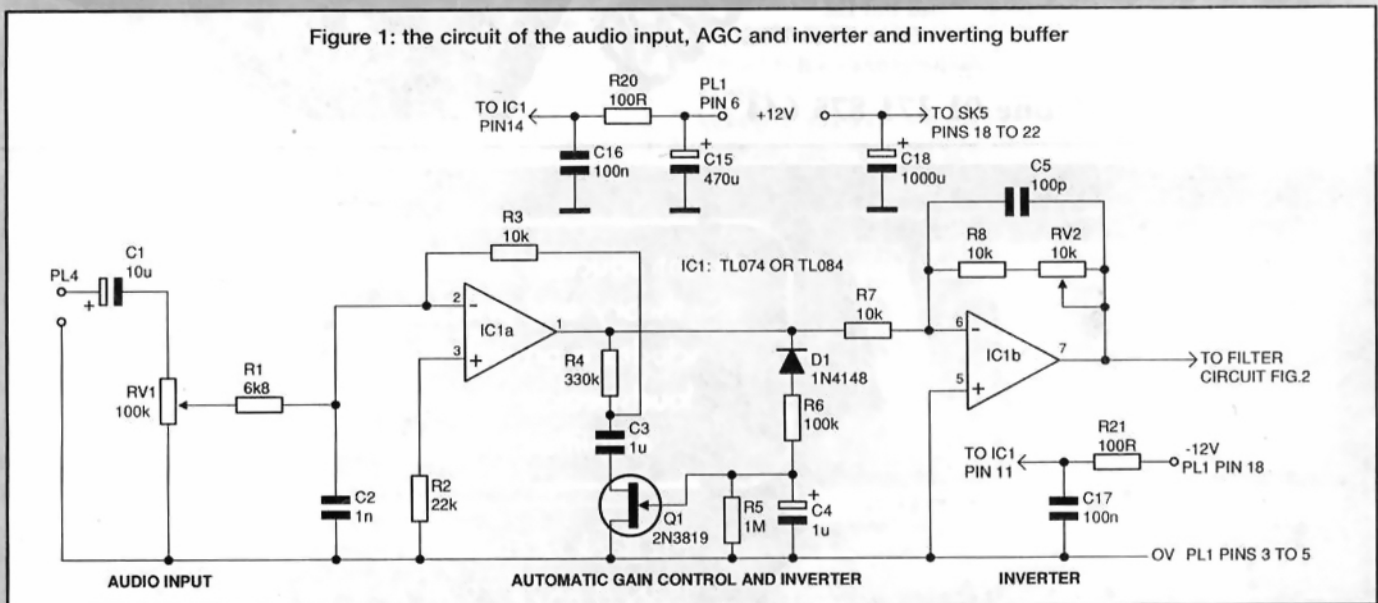 Figure 1: the circuit of the audio input, AGC and inverter and inverting buffer
R20
100R
PL1
PIN 6
+12V
TO IC1
PIN14
TO SK5
PINS 18 TO 22
C16
100n
+
C15
470u
+
C18
1000u
C5
100p
R3
10k
R8
10k
RV2
10k
IC1: TL074 OR TL084
C1
10u
PL4
+
2
-
IC1a
1
3
+
R4
330k
R7
10k
D1
1N4148
6
-
IC1b
7
5
+
TO FILTER
CIRCUIT FIG.2
RV1
100k
R1
6k8
R6
100k
C3
1u
R21
100R
TO IC1
PIN 11
-12V
PL1 PIN 18
C2
1n
R2
22k
Q1
2N3819
R5
1M
+
C4
1u
C17
100n
OV PL1 PINS 3 TO 5
AUDIO INPUT
AUTOMATIC GAIN CONTROL AND INVERTER
INVERTER